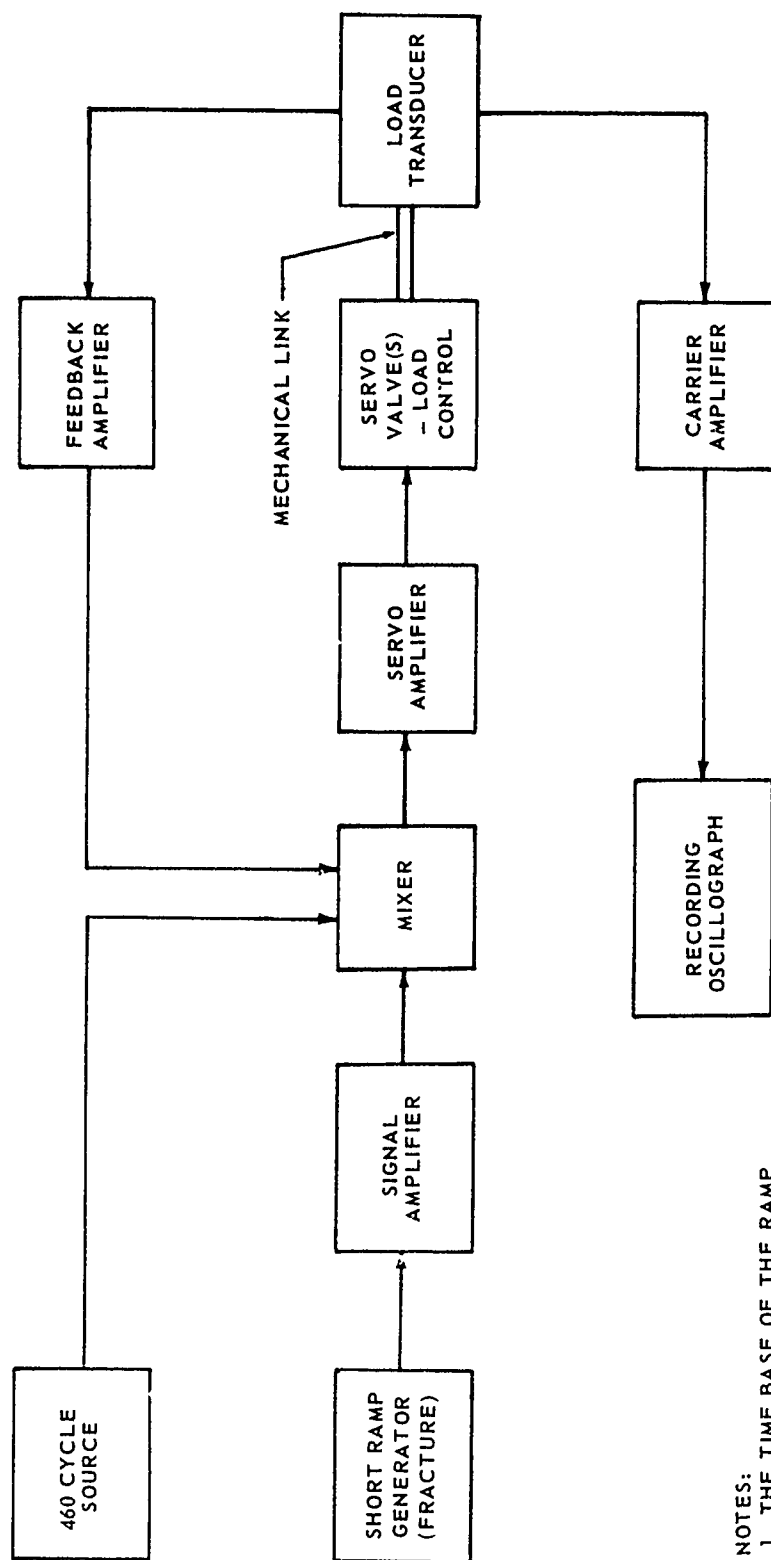 460 CYCLE
SOURCE
FEEDBACK
AMPLIFIER
SHORT RAMP
GENERATOR
(FRACTURE)
SIGNAL
AMPLIFIER
MIXER
SERVO
AMPLIFIER
SERVO
VALVE(S)
– LOAD
CONTROL
MECHANICAL LINK
LOAD
TRANSDUCER
RECORDING
OSCILLOGRAPH
CARRIER
AMPLIFIER
NOTES:
1. THE TIME BASE OF THE RAMP